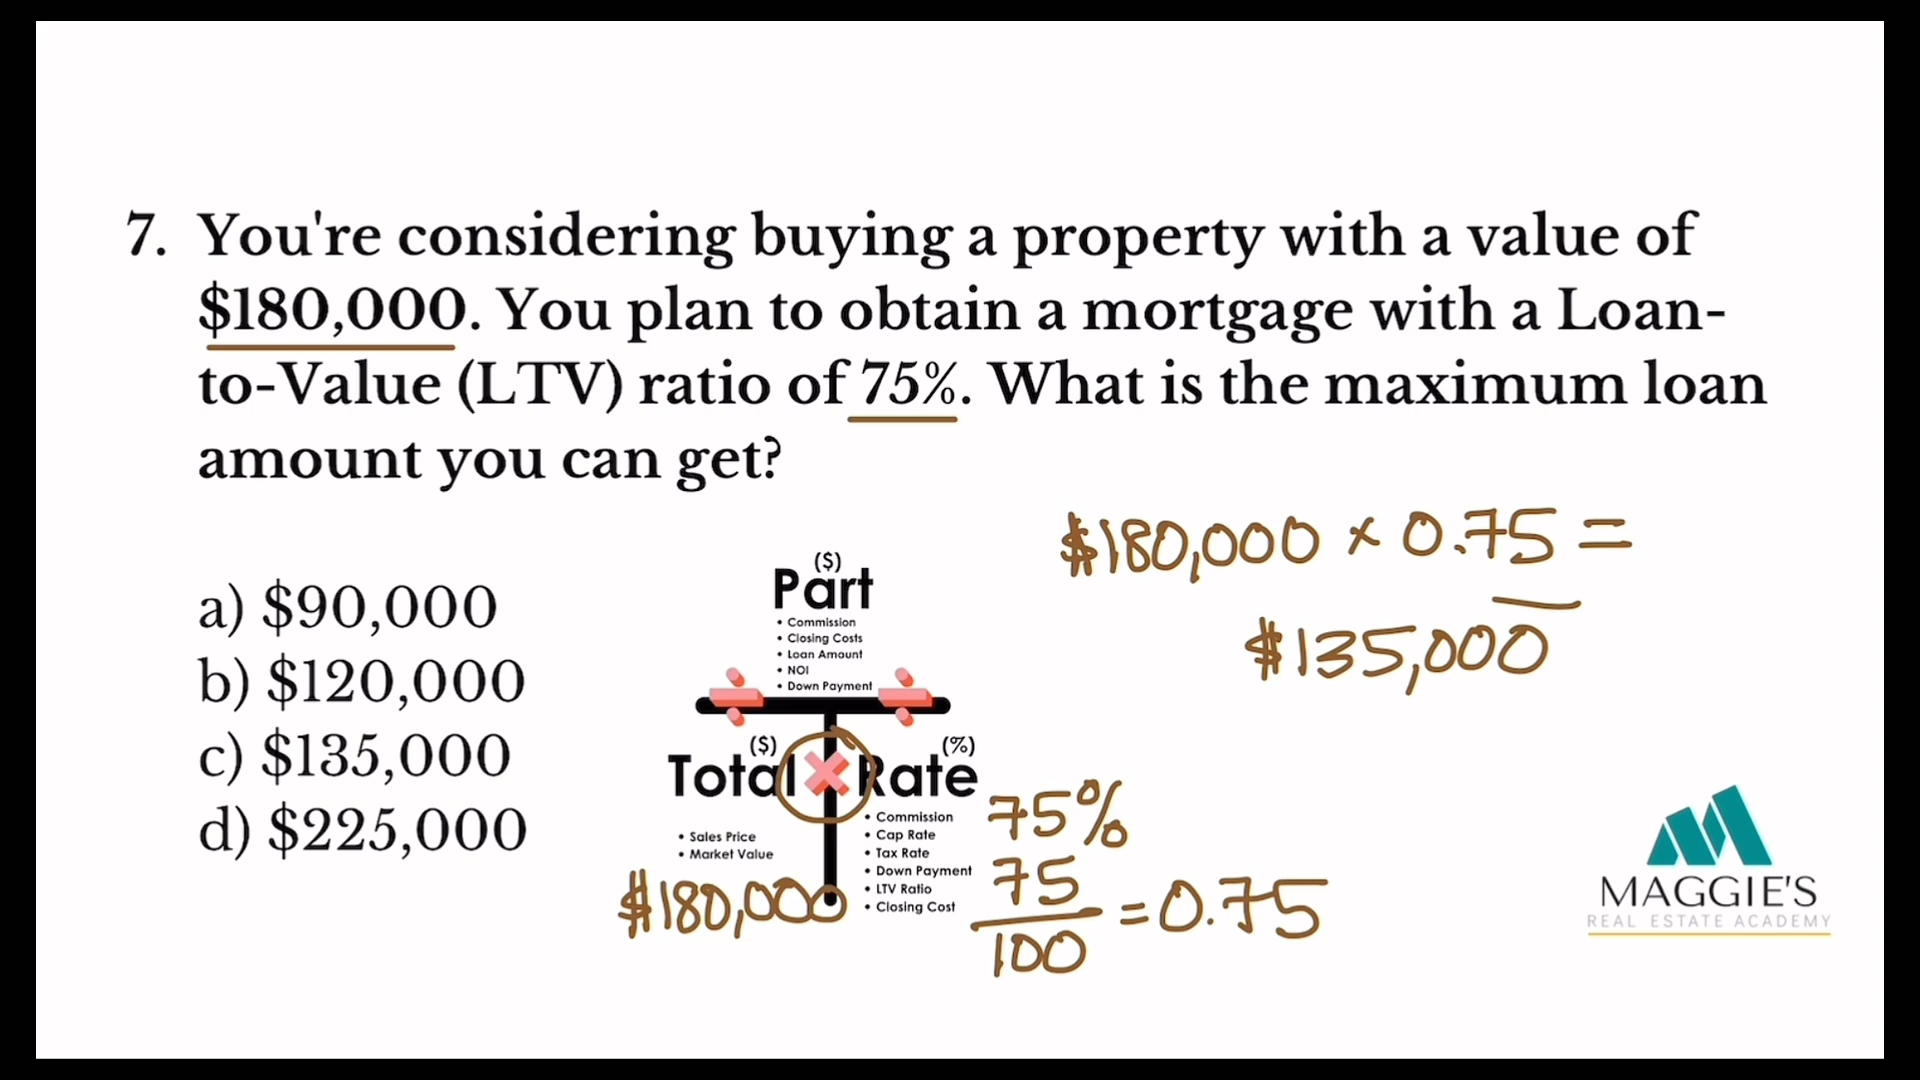 7. You're considering buying a property with a value of
$180,000. You plan to obtain a mortgage with a Loan-
to-Value (LTV) ratio of 75%. What is the maximum loan
amount you can get?
$180,000 × 0.75 =
$135,000
a) $90,000
b) $120,000
c) $135,000
d) $225,000
($)
Part
• Commission
• Closing Costs
• Loan Amount
• NOI
• Down Payment
($)
Total
• Sales Price
• Market Value
$180,000
(%)
Rate
• Commission
• Cap Rate
• Tax Rate
• Down Payment
• LTV Ratio
• Closing Cost
75%
75
100
= 0.75
MAGGIE'S
REAL ESTATE ACADEMY